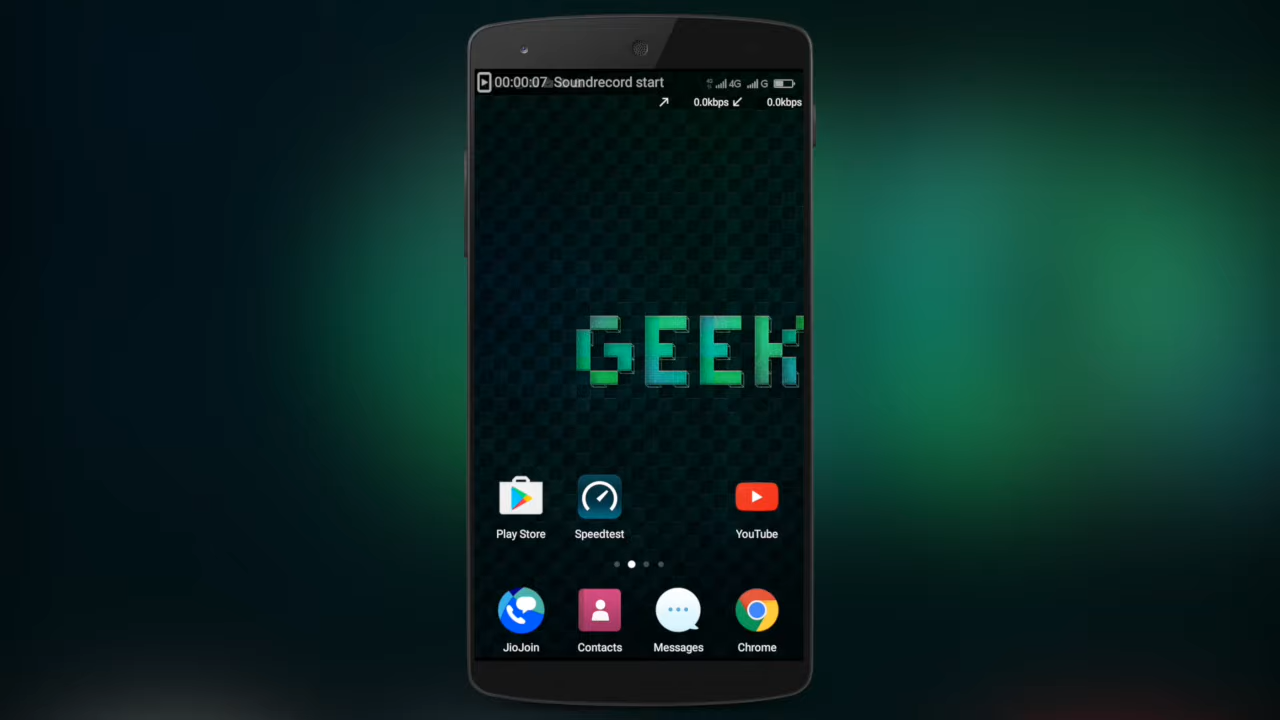 00:00:07 Soundrecord start 4G G
0.0kbps 0.0kbps
GEEK
Play Store Speedtest YouTube
JioJoin Contacts Messages Chrome